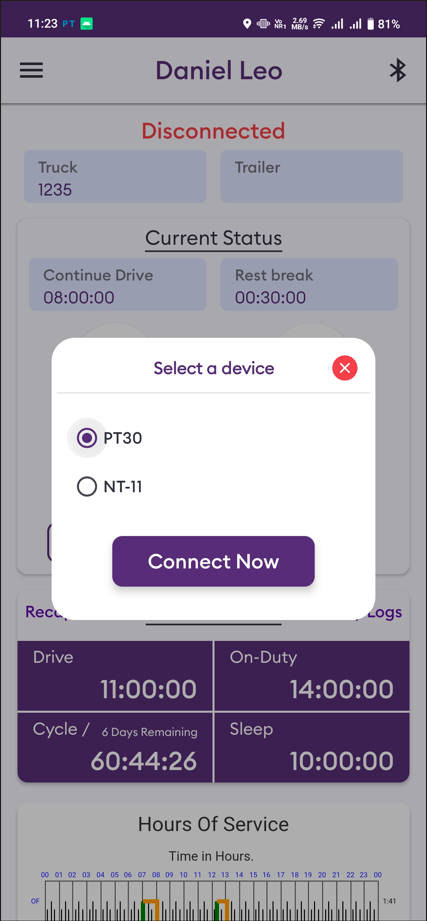 11:23 PT Vo NR1 2.69 MB/s 81%
Daniel Leo
Disconnected
Truck Trailer
1235
Current Status
Continue Drive Rest break
08:00:00 00:30:00
Select a device
PT30
NT-11
Connect Now
Logs
Drive On-Duty
11:00:00 14:00:00
Cycle / 6 Days Remaining Sleep
60:44:26 10:00:00
Hours Of Service
Time in Hours.
00 01 02 03 04 05 06 07 08 09 10 11 12 13 14 15 16 17 18 19 20 21 22 23 00
OF 1:41